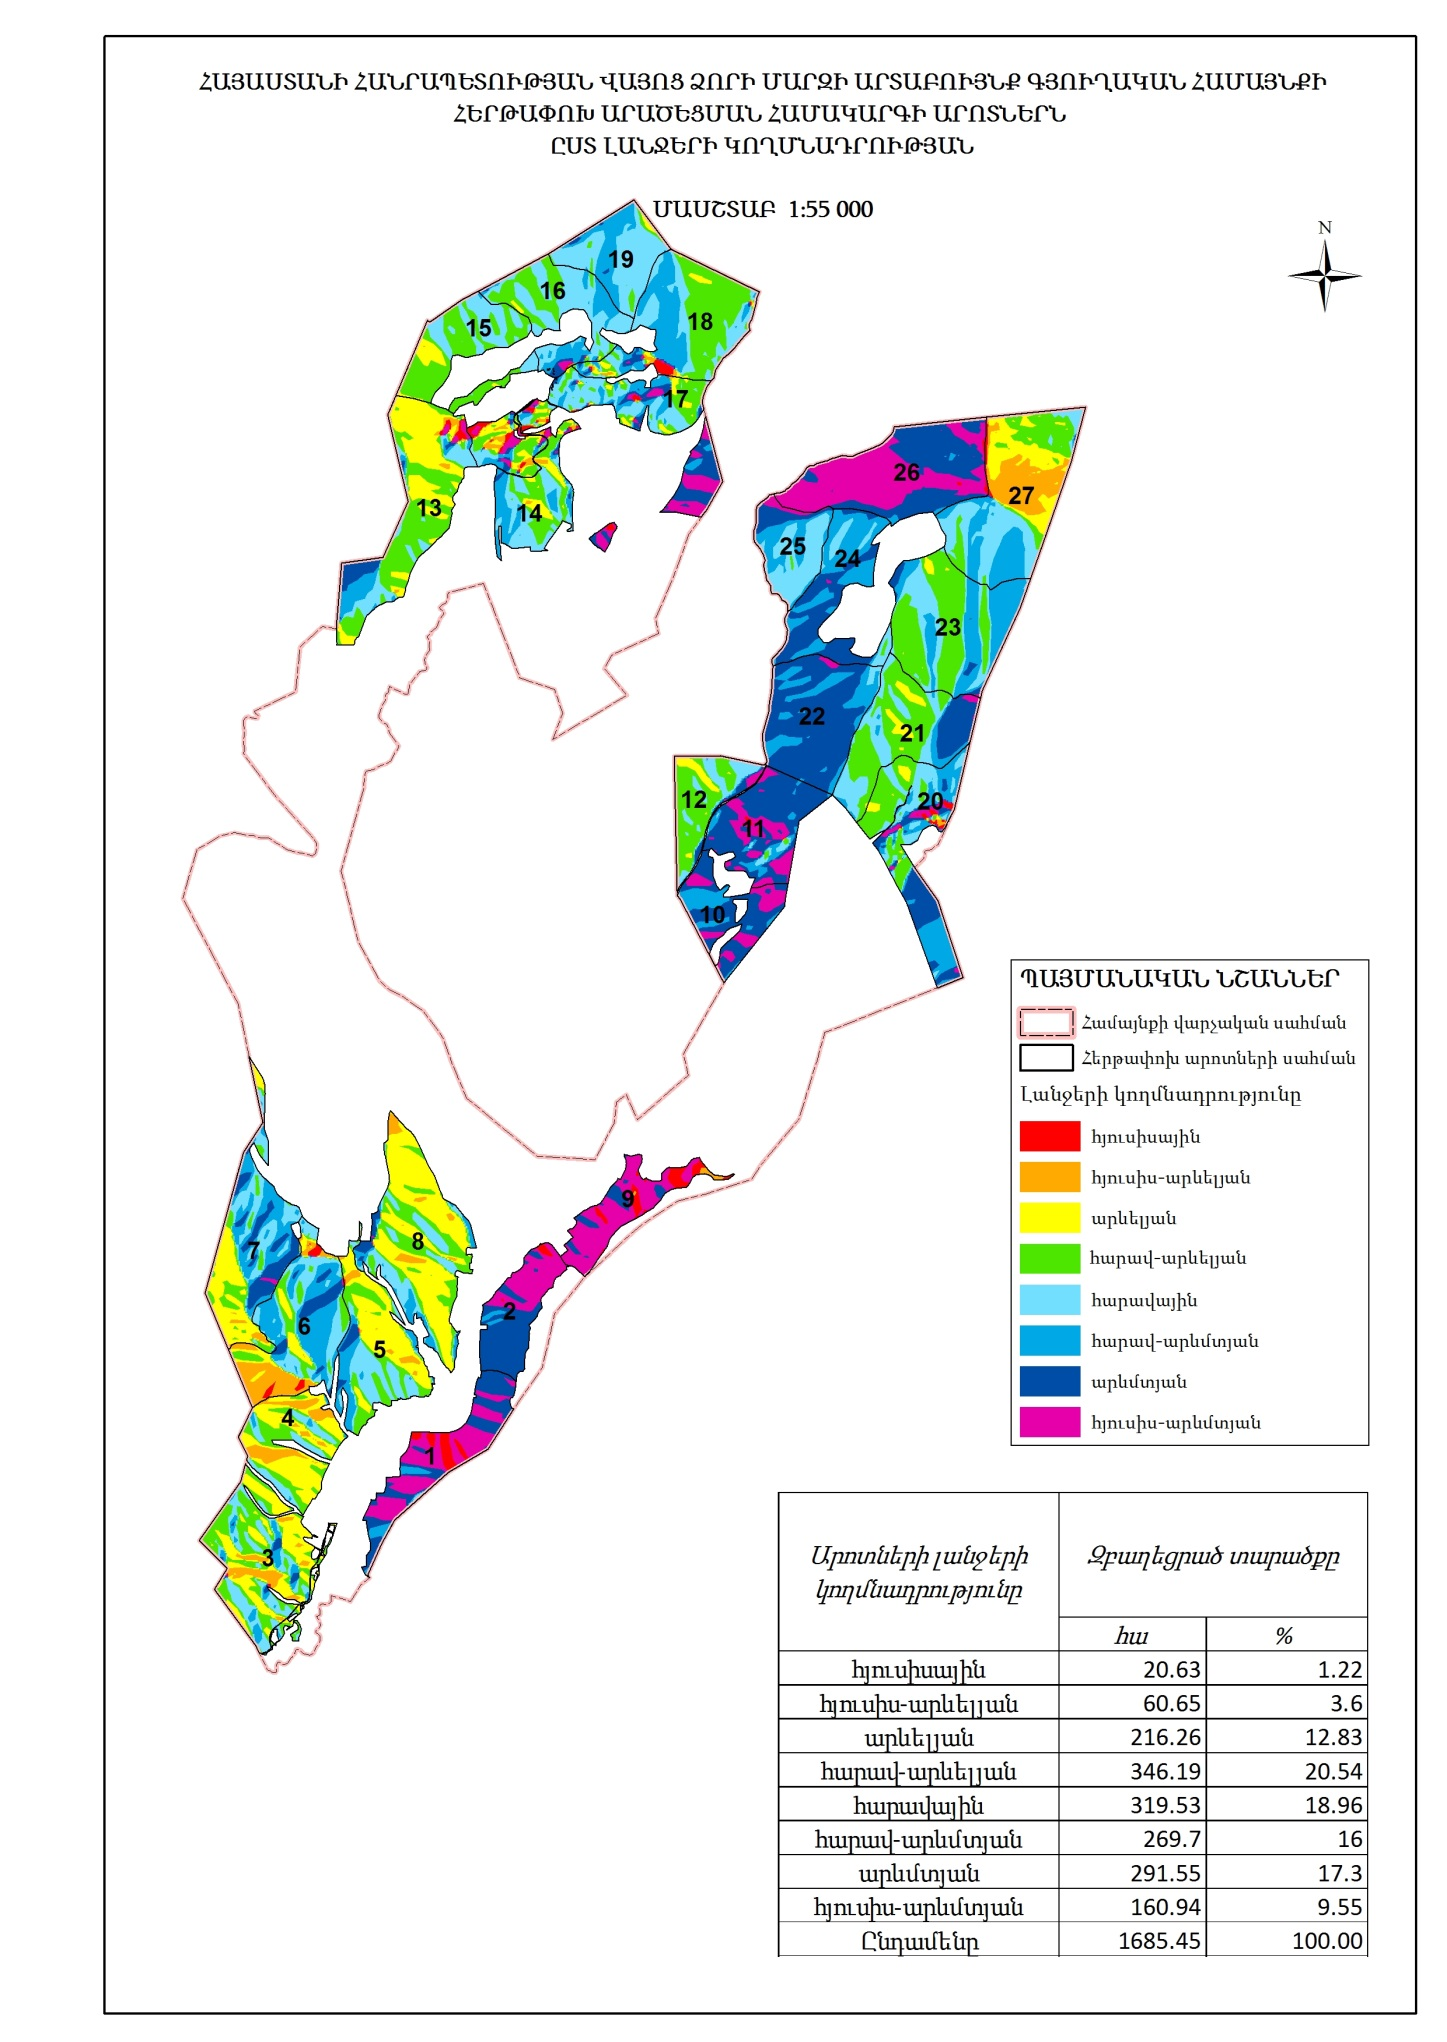 ՀԱՅԱՍՏԱՆԻ ՀԱՆՐԱՊԵՏՈՒԹՅԱՆ ՎԱՅՈՑ ՁՈՐԻ ՄԱՐԶԻ ԱՐՏԱԲՈՒՅՆՔ ԳՅՈՒՂԱԿԱՆ ՀԱՄԱՅՆՔԻ
ՀԵՐԹԱՓՈԽ ԱՐԱԾԵՑՄԱՆ ՀԱՄԱԿԱՐԳԻ ԱՐՈՏՆԵՐՆ
ԸՍՏ ԼԱՆՋԵՐԻ ԿՈՂՄՆԱԴՐՈՒԹՅԱՆ
ՄԱՍՇՏԱԲ 1:55 000
N
19
16
15
18
17
13
14
26
27
25
24
23
22
21
20
12
11
10
9
8
7
2
6
5
4
1
3
ՊԱՅՄԱՆԱԿԱՆ ՆՇԱՆՆԵՐ
Համայնքի վարչական սահման
Հերթափոխ արոտների սահման
Լանջերի կողմնադրությունը
հյուսիսային
հյուսիս-արևելյան
արևելյան
հարավ-արևելյան
հարավային
հարավ-արևմտյան
արևմտյան
հյուսիս-արևմտյան
Արոտների լանջերի կողմնադրությունը
Զբաղեցրած տարածքը
հա %
հյուսիսային 20.63 1.22
հյուսիս-արևելյան 60.65 3.6
արևելյան 216.26 12.83
հարավ-արևելյան 346.19 20.54
հարավային 319.53 18.96
հարավ-արևմտյան 269.7 16
արևմտյան 291.55 17.3
հյուսիս-արևմտյան 160.94 9.55
Ընդամենը 1685.45 100.00